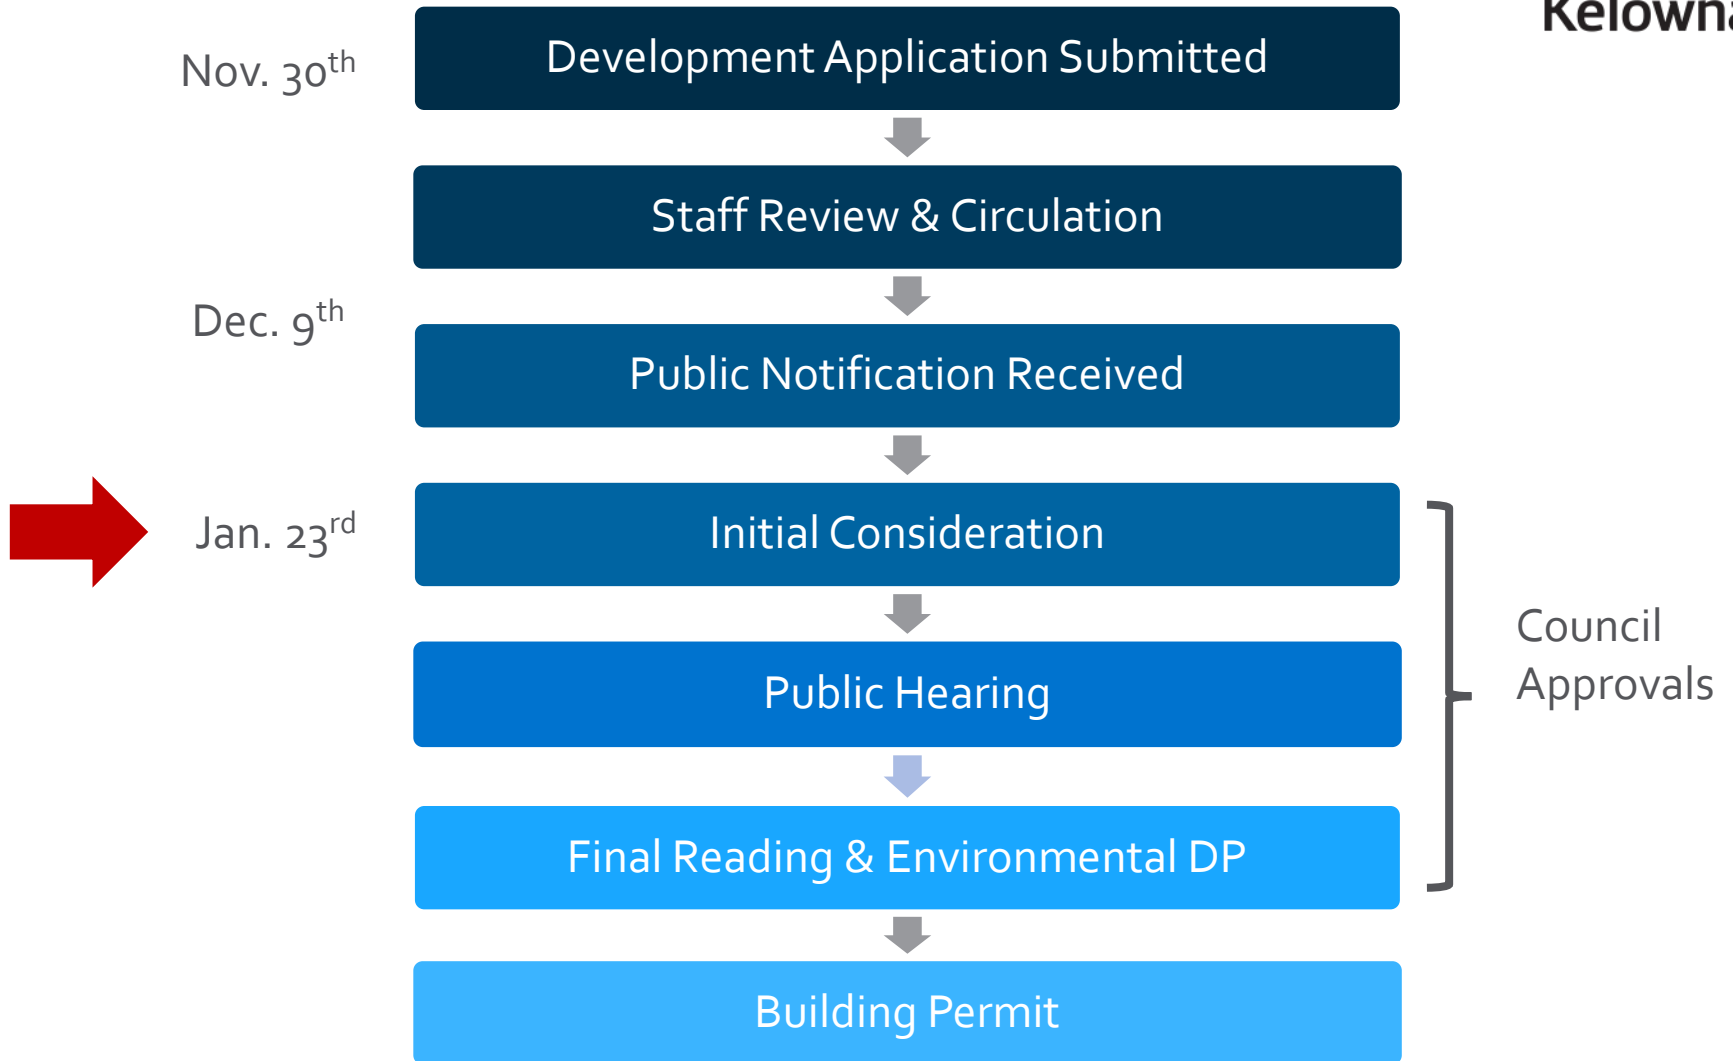 Kelowna
Nov. 30th
Development Application Submitted
Staff Review & Circulation
Dec. 9th
Public Notification Received
Jan. 23rd
Initial Consideration
Public Hearing
Council
Approvals
Final Reading & Environmental DP
Building Permit